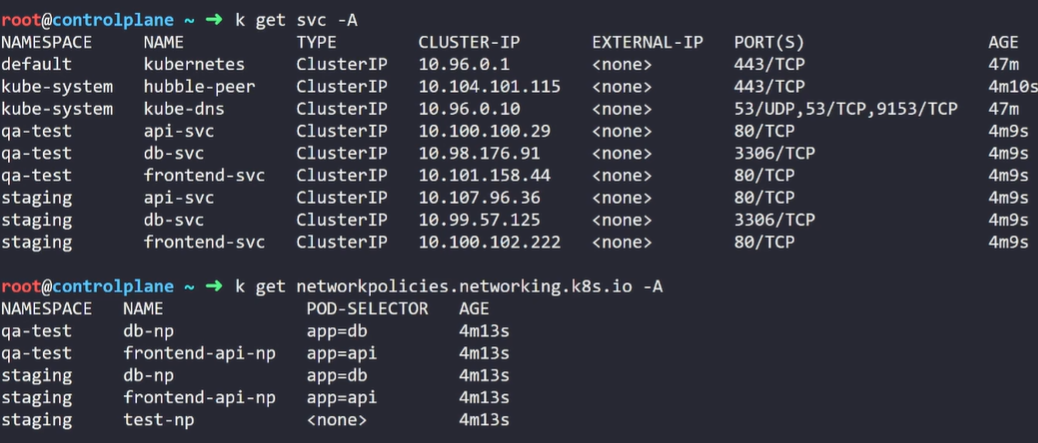 root@controlplane ~ ➜ k get svc -A
NAMESPACE NAME TYPE CLUSTER-IP EXTERNAL-IP PORT(S) AGE
default kubernetes ClusterIP 10.96.0.1 <none> 443/TCP 47m
kube-system hubble-peer ClusterIP 10.104.101.115 <none> 443/TCP 4m10s
kube-system kube-dns ClusterIP 10.96.0.10 <none> 53/UDP,53/TCP,9153/TCP 47m
qa-test api-svc ClusterIP 10.100.100.29 <none> 80/TCP 4m9s
qa-test db-svc ClusterIP 10.98.176.91 <none> 3306/TCP 4m9s
qa-test frontend-svc ClusterIP 10.101.158.44 <none> 80/TCP 4m9s
staging api-svc ClusterIP 10.107.96.36 <none> 80/TCP 4m9s
staging db-svc ClusterIP 10.99.57.125 <none> 3306/TCP 4m9s
staging frontend-svc ClusterIP 10.100.102.222 <none> 80/TCP 4m9s
root@controlplane ~ ➜ k get networkpolicies.networking.k8s.io -A
NAMESPACE NAME POD-SELECTOR AGE
qa-test db-np app=db 4m13s
qa-test frontend-api-np app=api 4m13s
staging db-np app=db 4m13s
staging frontend-api-np app=api 4m13s
staging test-np <none> 4m13s